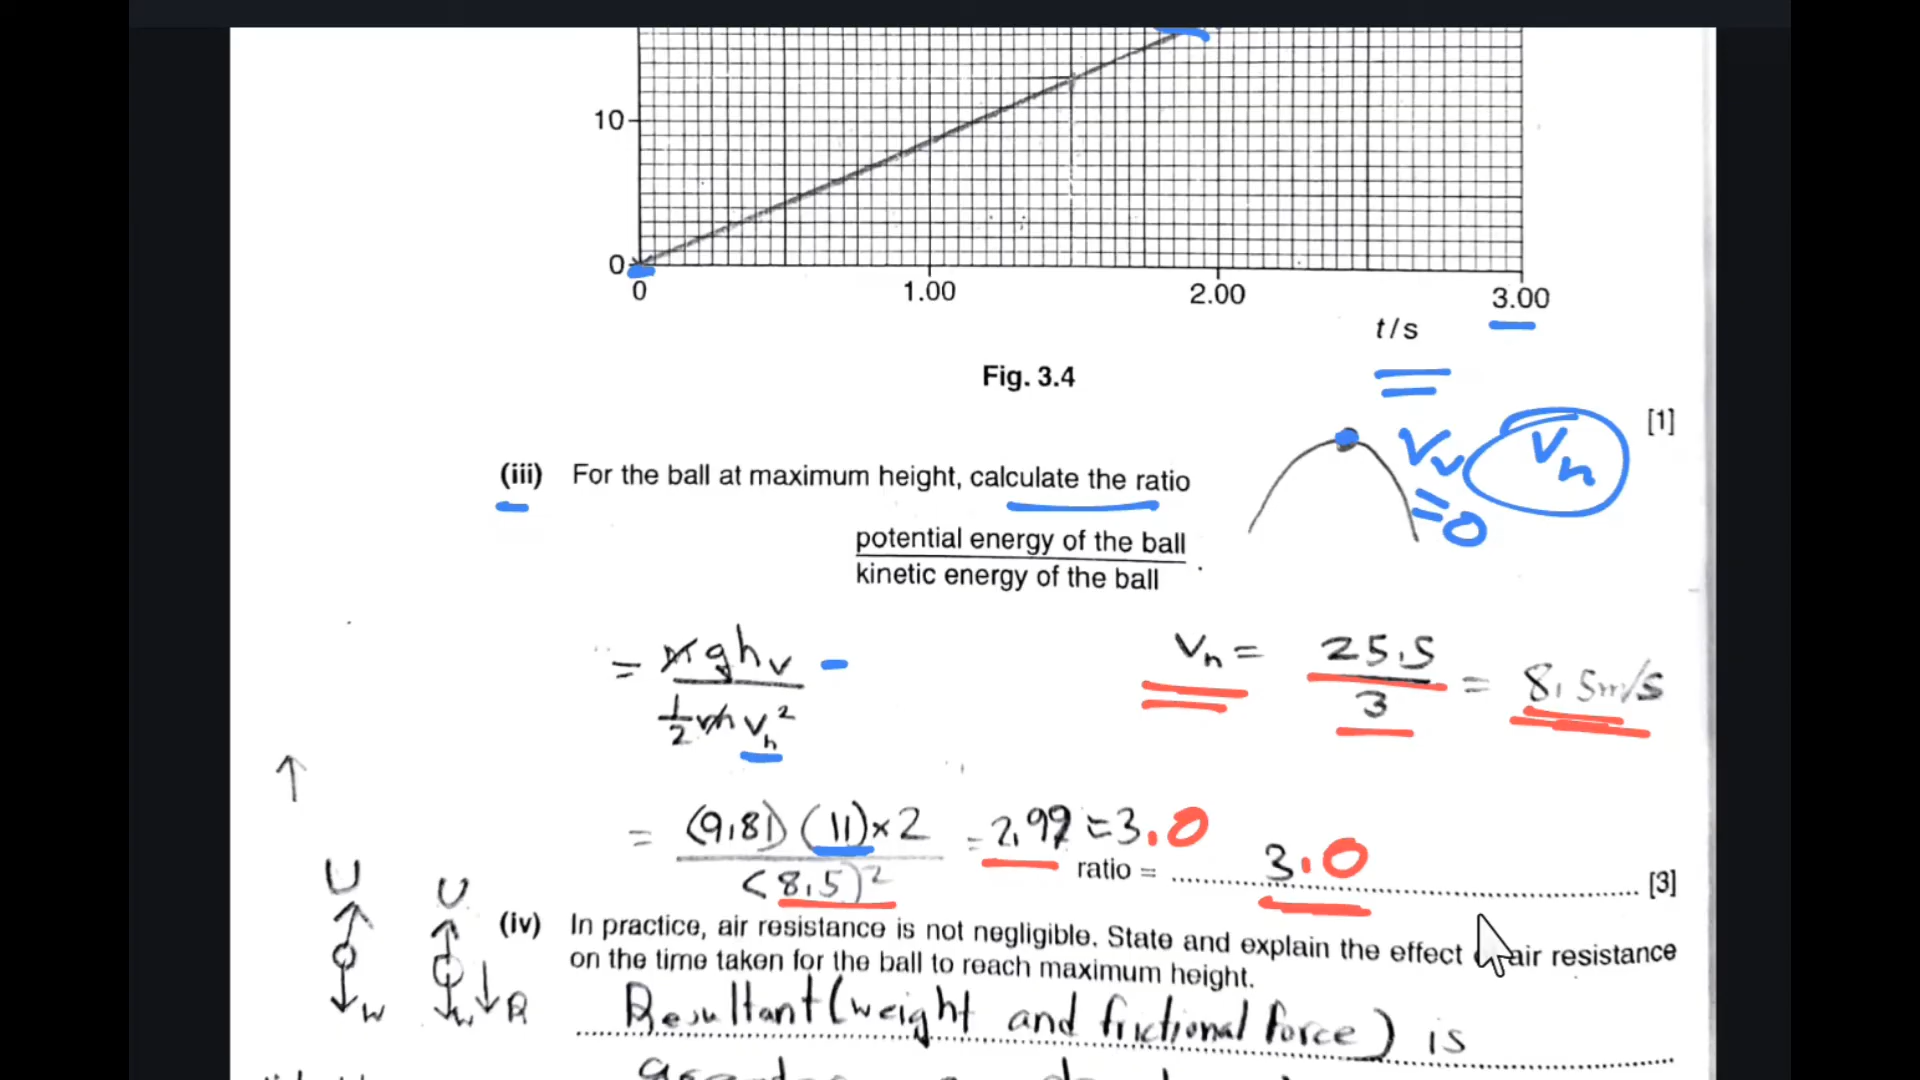 10
0
0 1.00 2.00 3.00
t/s
Fig. 3.4
[1]
Vv = 0 Vh
(iii) For the ball at maximum height, calculate the ratio
potential energy of the ball
kinetic energy of the ball .
= mghv
½mvh²
Vh = 25.5 / 3 = 8.5m/s
= (9.81)(11)×2 / (8.5)² = 2.99 = 3.0
ratio = 3.0 [3]
U U
W W R
(iv) In practice, air resistance is not negligible. State and explain the effect air resistance
on the time taken for the ball to reach maximum height.
Resultant (weight and frictional force) is